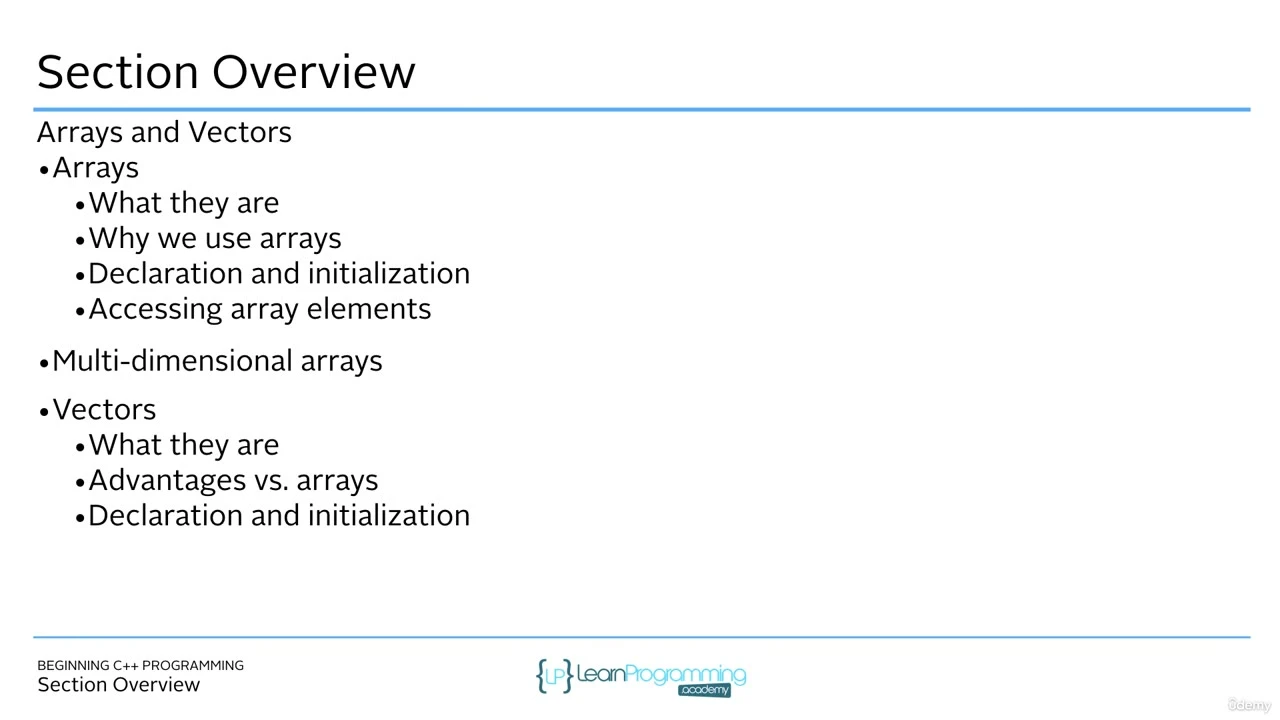 Section Overview
Arrays and Vectors
•Arrays
•What they are
•Why we use arrays
•Declaration and initialization
•Accessing array elements
•Multi-dimensional arrays
•Vectors
•What they are
•Advantages vs. arrays
•Declaration and initialization
BEGINNING C++ PROGRAMMING
Section Overview
{LP} LearnProgramming
academy
ûdemy